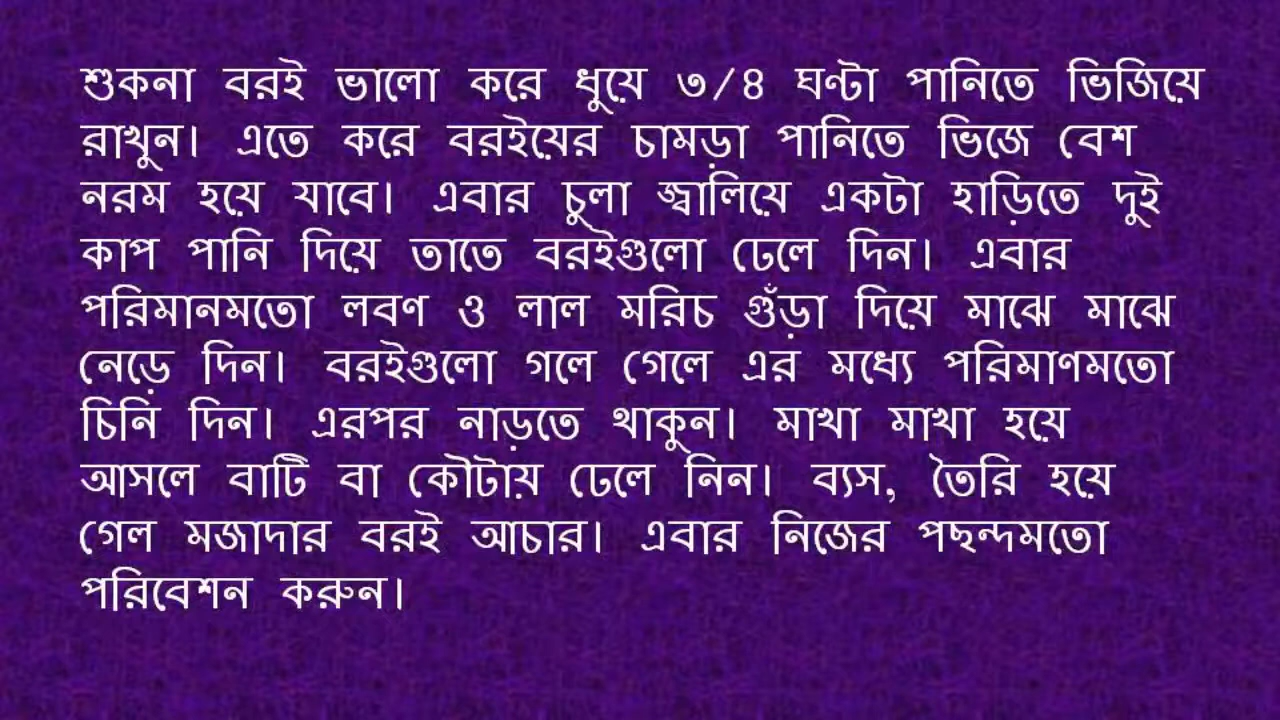 শুকনা বরই ভালো করে ধুয়ে ৩/৪ ঘণ্টা পানিতে ভিজিয়ে
রাখুন। এতে করে বরইয়ের চামড়া পানিতে ভিজে বেশ
নরম হয়ে যাবে। এবার চুলা জ্বালিয়ে একটা হাড়িতে দুই
কাপ পানি দিয়ে তাতে বরইগুলো ঢেলে দিন। এবার
পরিমানমতো লবণ ও লাল মরিচ গুঁড়া দিয়ে মাঝে মাঝে
নেড়ে দিন। বরইগুলো গলে গেলে এর মধ্যে পরিমাণমতো
চিনি দিন। এরপর নাড়তে থাকুন। মাখা মাখা হয়ে
আসলে বাটি বা কৌটায় ঢেলে নিন। ব্যস, তৈরি হয়ে
গেল মজাদার বরই আচার। এবার নিজের পছন্দমতো
পরিবেশন করুন।